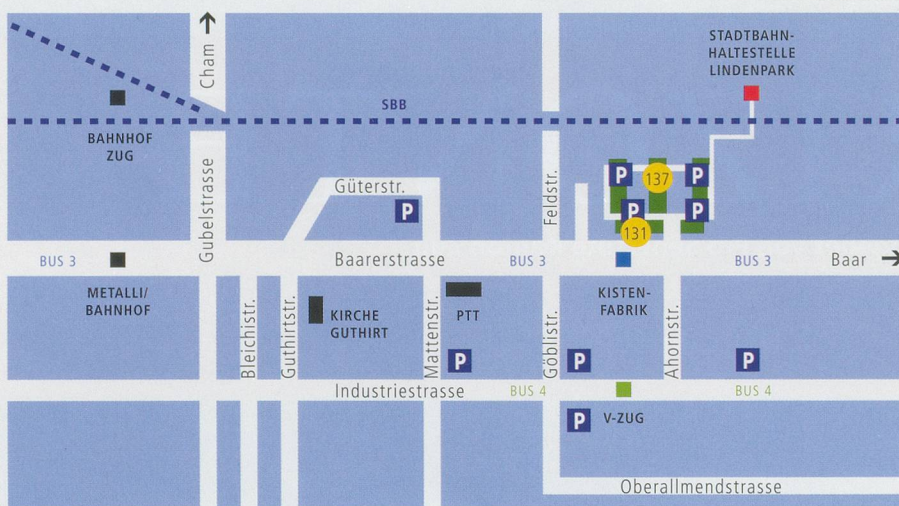 Cham
STADTBAHN-
HALTESTELLE
LINDENPARK
SBB
BAHNHOF
ZUG
Gubelstrasse
Güterstr.
P
Feldstr.
P
P
137
P
P
131
BUS 3
Baarerstrasse
BUS 3
BUS 3
Baar
METALLI/
BAHNHOF
Bleichistr.
Guthirtstr.
KIRCHE
GUTHIRT
Mattenstr.
PTT
P
Göblistr.
KISTEN-
FABRIK
P
Ahornstr.
P
Industriestrasse
BUS 4
BUS 4
P
V-ZUG
Oberallmendstrasse